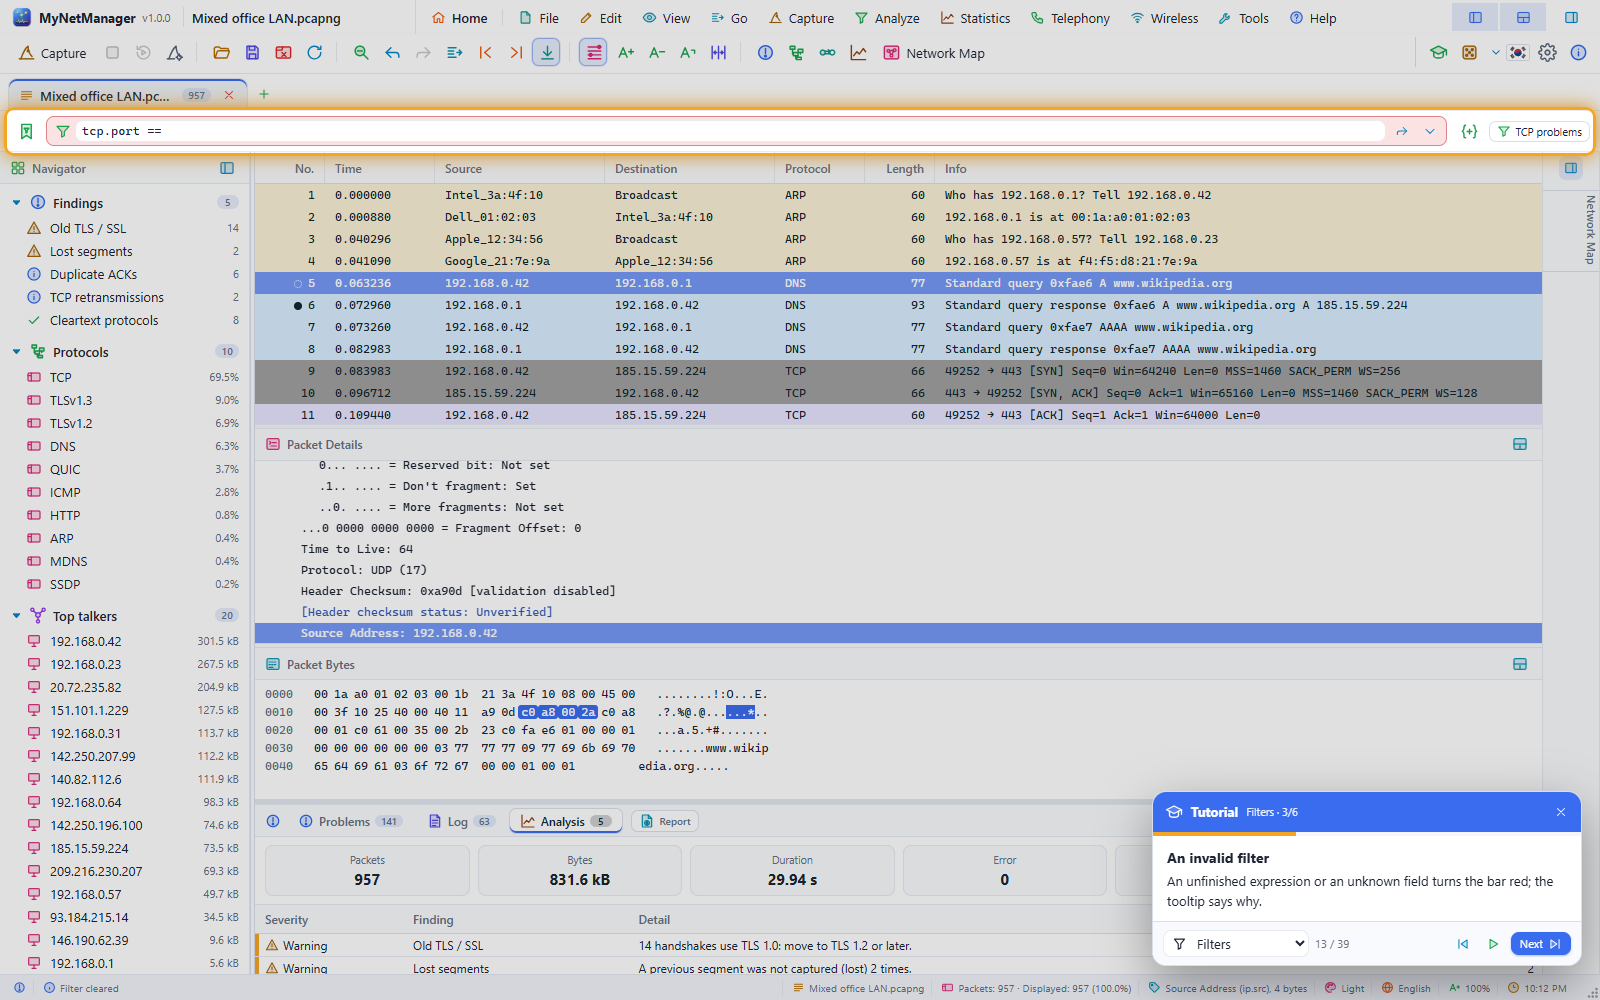 MyNetManager v1.0.0 Mixed office LAN.pcapng Home File Edit View Go Capture Analyze Statistics Telephony Wireless Tools Help
Capture A+ A- A Network Map
Mixed office LAN.pc... 957
tcp.port == TCP problems
Navigator
Findings 5
Old TLS / SSL 14
Lost segments 2
Duplicate ACKs 6
TCP retransmissions 2
Cleartext protocols 8
Protocols 10
TCP 69.5%
TLSv1.3 9.0%
TLSv1.2 6.9%
DNS 6.3%
QUIC 3.7%
ICMP 2.8%
HTTP 0.8%
ARP 0.4%
MDNS 0.4%
SSDP 0.2%
Top talkers 20
192.168.0.42 301.5 kB
192.168.0.23 267.5 kB
20.72.235.82 204.9 kB
151.101.1.229 127.5 kB
192.168.0.31 113.7 kB
142.250.207.99 112.2 kB
140.82.112.6 111.9 kB
192.168.0.64 98.3 kB
142.250.196.100 74.6 kB
185.15.59.224 73.5 kB
209.216.230.207 69.3 kB
192.168.0.57 49.7 kB
93.184.215.14 34.5 kB
146.190.62.39 9.6 kB
192.168.0.1 5.6 kB
No. Time Source Destination Protocol Length Info
1 0.000000 Intel_3a:4f:10 Broadcast ARP 60 Who has 192.168.0.1? Tell 192.168.0.42
2 0.000880 Dell_01:02:03 Intel_3a:4f:10 ARP 60 192.168.0.1 is at 00:1a:a0:01:02:03
3 0.040296 Apple_12:34:56 Broadcast ARP 60 Who has 192.168.0.57? Tell 192.168.0.23
4 0.041090 Google_21:7e:9a Apple_12:34:56 ARP 60 192.168.0.57 is at f4:f5:d8:21:7e:9a
5 0.063236 192.168.0.42 192.168.0.1 DNS 77 Standard query 0xfae6 A www.wikipedia.org
6 0.072960 192.168.0.1 192.168.0.42 DNS 93 Standard query response 0xfae6 A www.wikipedia.org A 185.15.59.224
7 0.073260 192.168.0.42 192.168.0.1 DNS 77 Standard query 0xfae7 AAAA www.wikipedia.org
8 0.082983 192.168.0.1 192.168.0.42 DNS 77 Standard query response 0xfae7 AAAA www.wikipedia.org
9 0.083983 192.168.0.42 185.15.59.224 TCP 66 49252 → 443 [SYN] Seq=0 Win=64240 Len=0 MSS=1460 SACK_PERM WS=256
10 0.096712 185.15.59.224 192.168.0.42 TCP 66 443 → 49252 [SYN, ACK] Seq=0 Ack=1 Win=65160 Len=0 MSS=1460 SACK_PERM WS=128
11 0.109440 192.168.0.42 185.15.59.224 TCP 60 49252 → 443 [ACK] Seq=1 Ack=1 Win=64000 Len=0
Network Map
Packet Details
0... .... = Reserved bit: Not set
.1.. .... = Don't fragment: Set
..0. .... = More fragments: Not set
...0 0000 0000 0000 = Fragment Offset: 0
Time to Live: 64
Protocol: UDP (17)
Header Checksum: 0xa90d [validation disabled]
[Header checksum status: Unverified]
Source Address: 192.168.0.42
Packet Bytes
0000 00 1a a0 01 02 03 00 1b 21 3a 4f 10 08 00 45 00 ........!:O...E.
0010 00 3f 10 25 40 00 40 11 a9 0d c0 a8 00 2a c0 a8 .?.%@.@......*..
0020 00 01 c0 61 00 35 00 2b 23 c0 fa e6 01 00 00 01 ...a.5.+#.......
0030 00 00 00 00 00 00 03 77 77 77 09 77 69 6b 69 70 .......www.wikip
0040 65 64 69 61 03 6f 72 67 00 00 01 00 01 edia.org.....
Problems 141 Log 63 Analysis 5 Report
Packets 957
Bytes 831.6 kB
Duration 29.94 s
Error 0
Severity Finding Detail
Warning Old TLS / SSL 14 handshakes use TLS 1.0: move to TLS 1.2 or later.
Warning Lost segments A previous segment was not captured (lost) 2 times. 2
Tutorial Filters · 3/6
An invalid filter
An unfinished expression or an unknown field turns the bar red; the
tooltip says why.
Filters 13 / 39 Next
Filter cleared Mixed office LAN.pcapng Packets: 957 · Displayed: 957 (100.0%) Source Address (ip.src), 4 bytes Light English 100% 10:12 PM